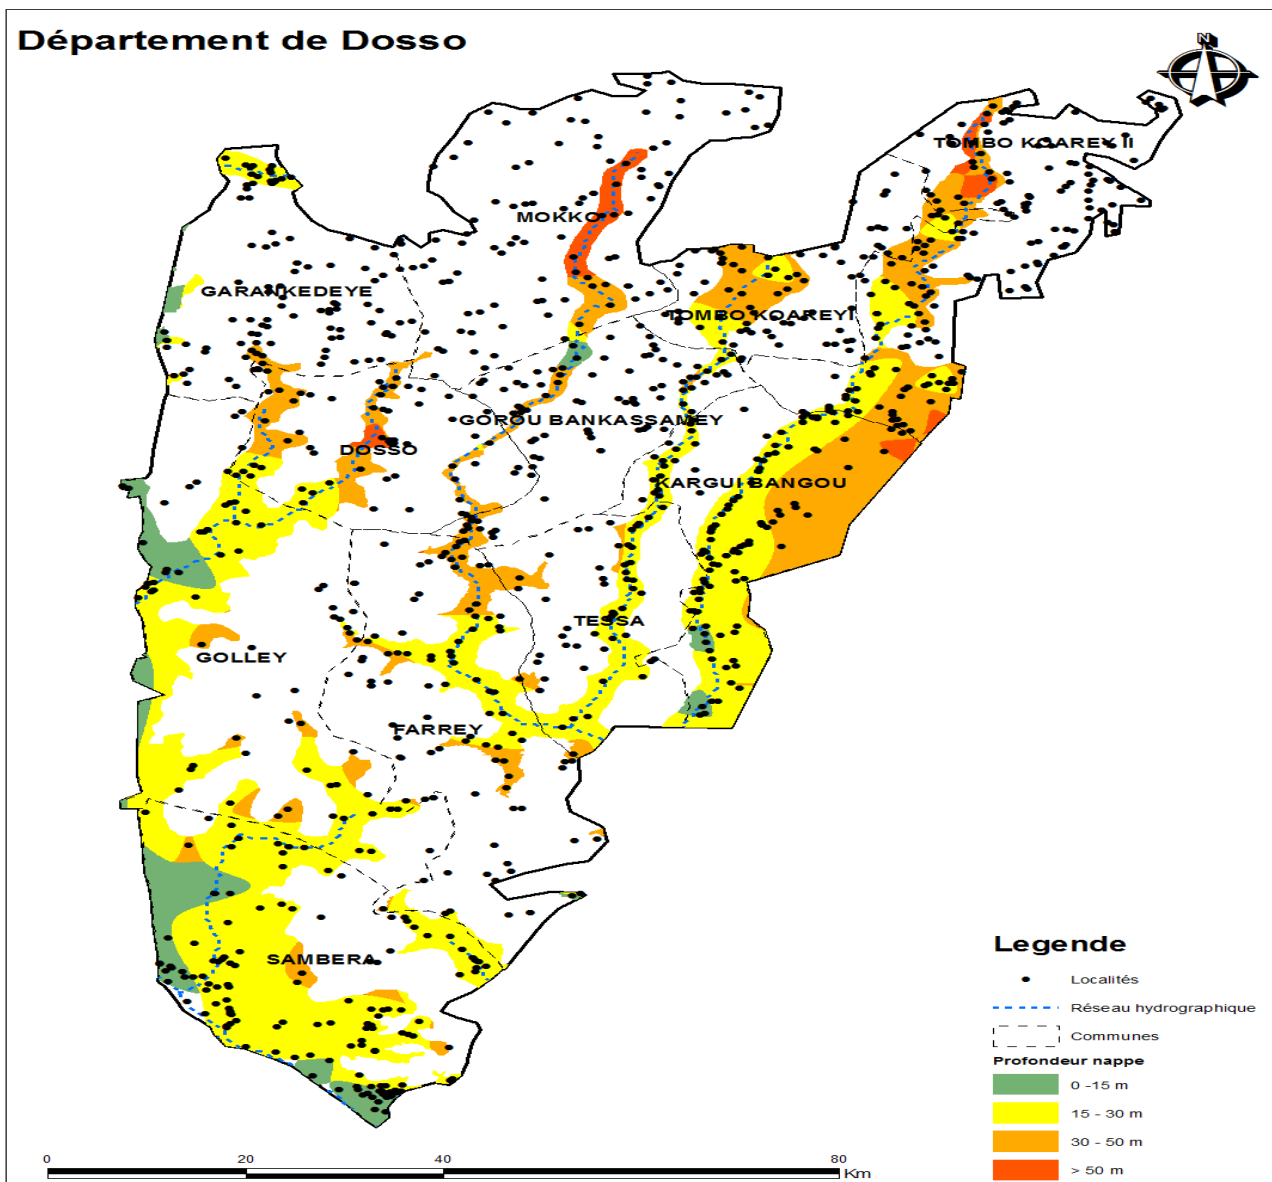 Département de Dosso
N
TOMBO KOAREY II
MOKKO
GARANKEDEYE
TOMBO KOAREYI
GOROU BANKASSAMEY
DOSSO
KARGUI BANGOU
TESSA
GOLLEY
FARREY
SAMBERA
Legende
Localités
Réseau hydrographique
Communes
Profondeur nappe
0 -15 m
15 - 30 m
30 - 50 m
> 50 m
0 20 40 80
Km